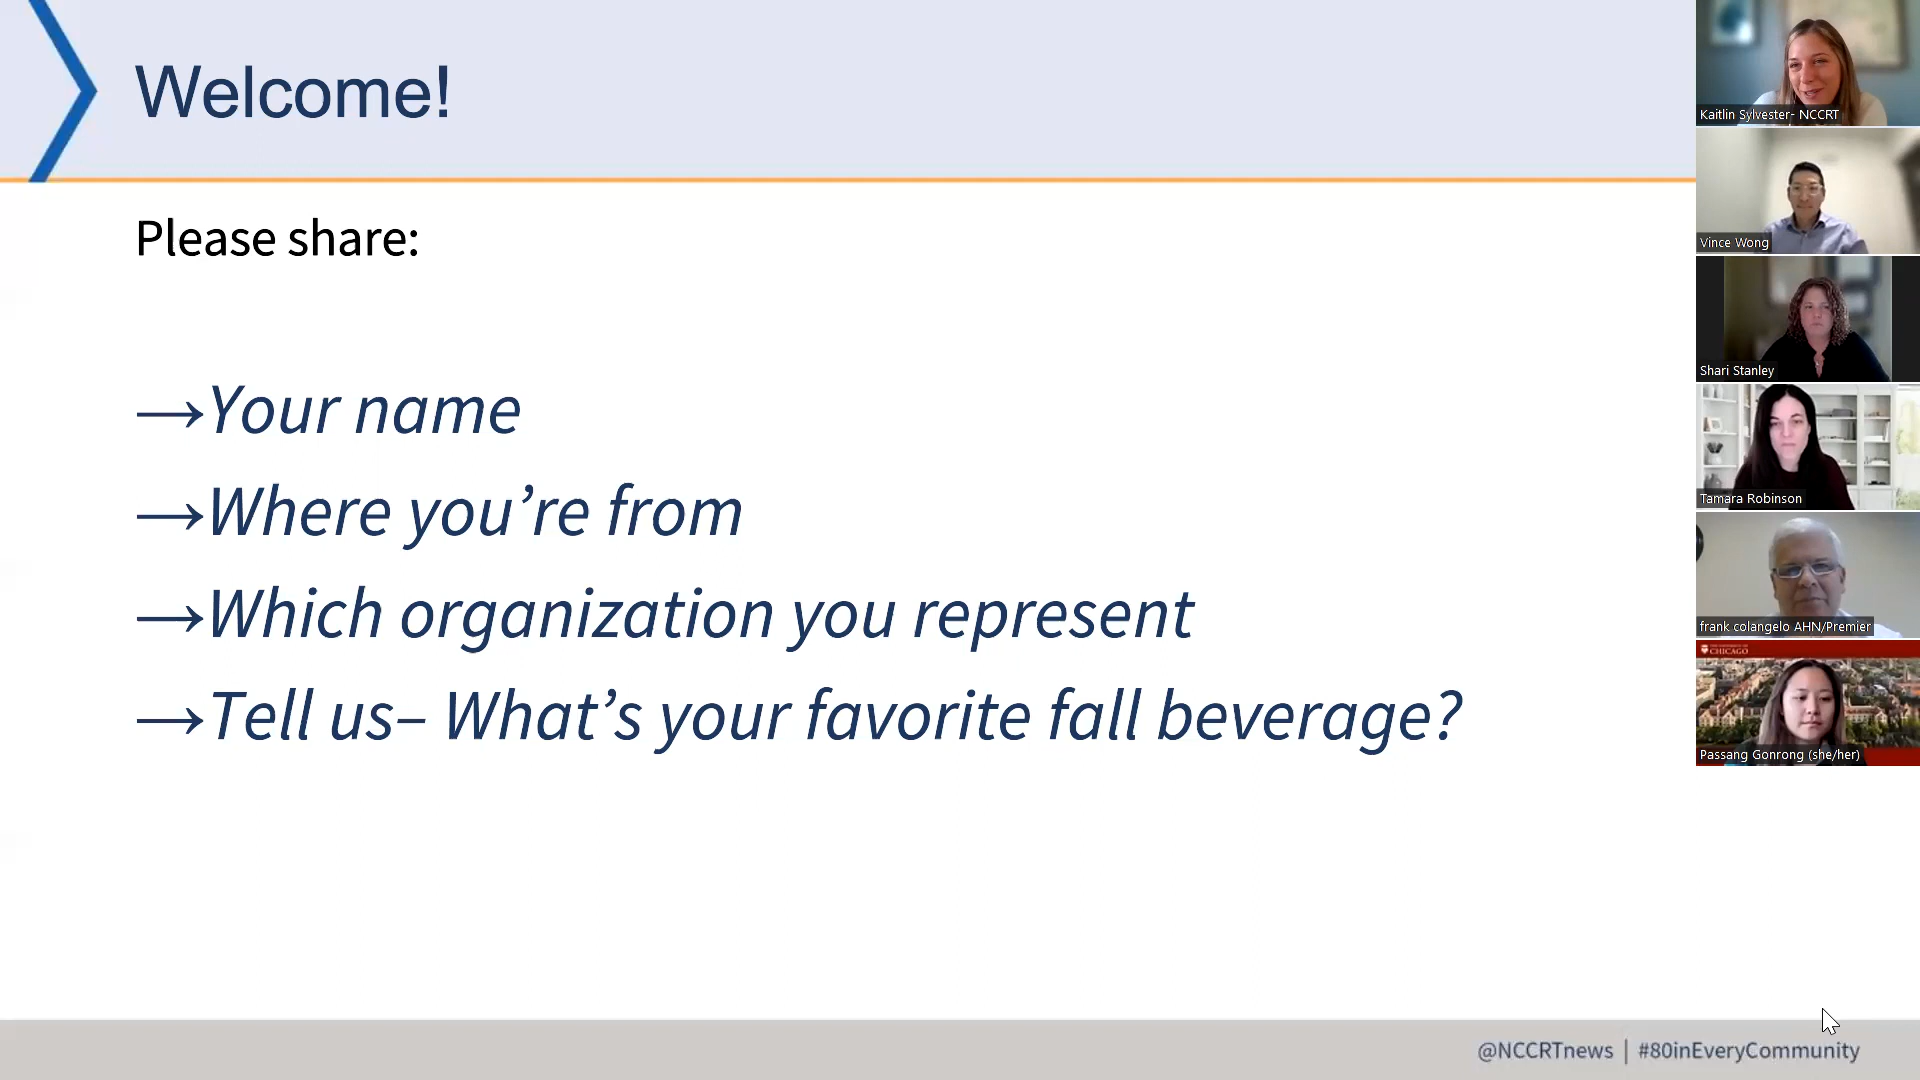 Welcome!
Please share:
→Your name
→Where you’re from
→Which organization you represent
→Tell us– What’s your favorite fall beverage?
@NCCRTnews | #80inEveryCommunity
Kaitlin Sylvester- NCCRT
Vince Wong
Shari Stanley
Tamara Robinson
frank colangelo AHN/Premier
CHICAGO
Passang Gonrong (she/her)